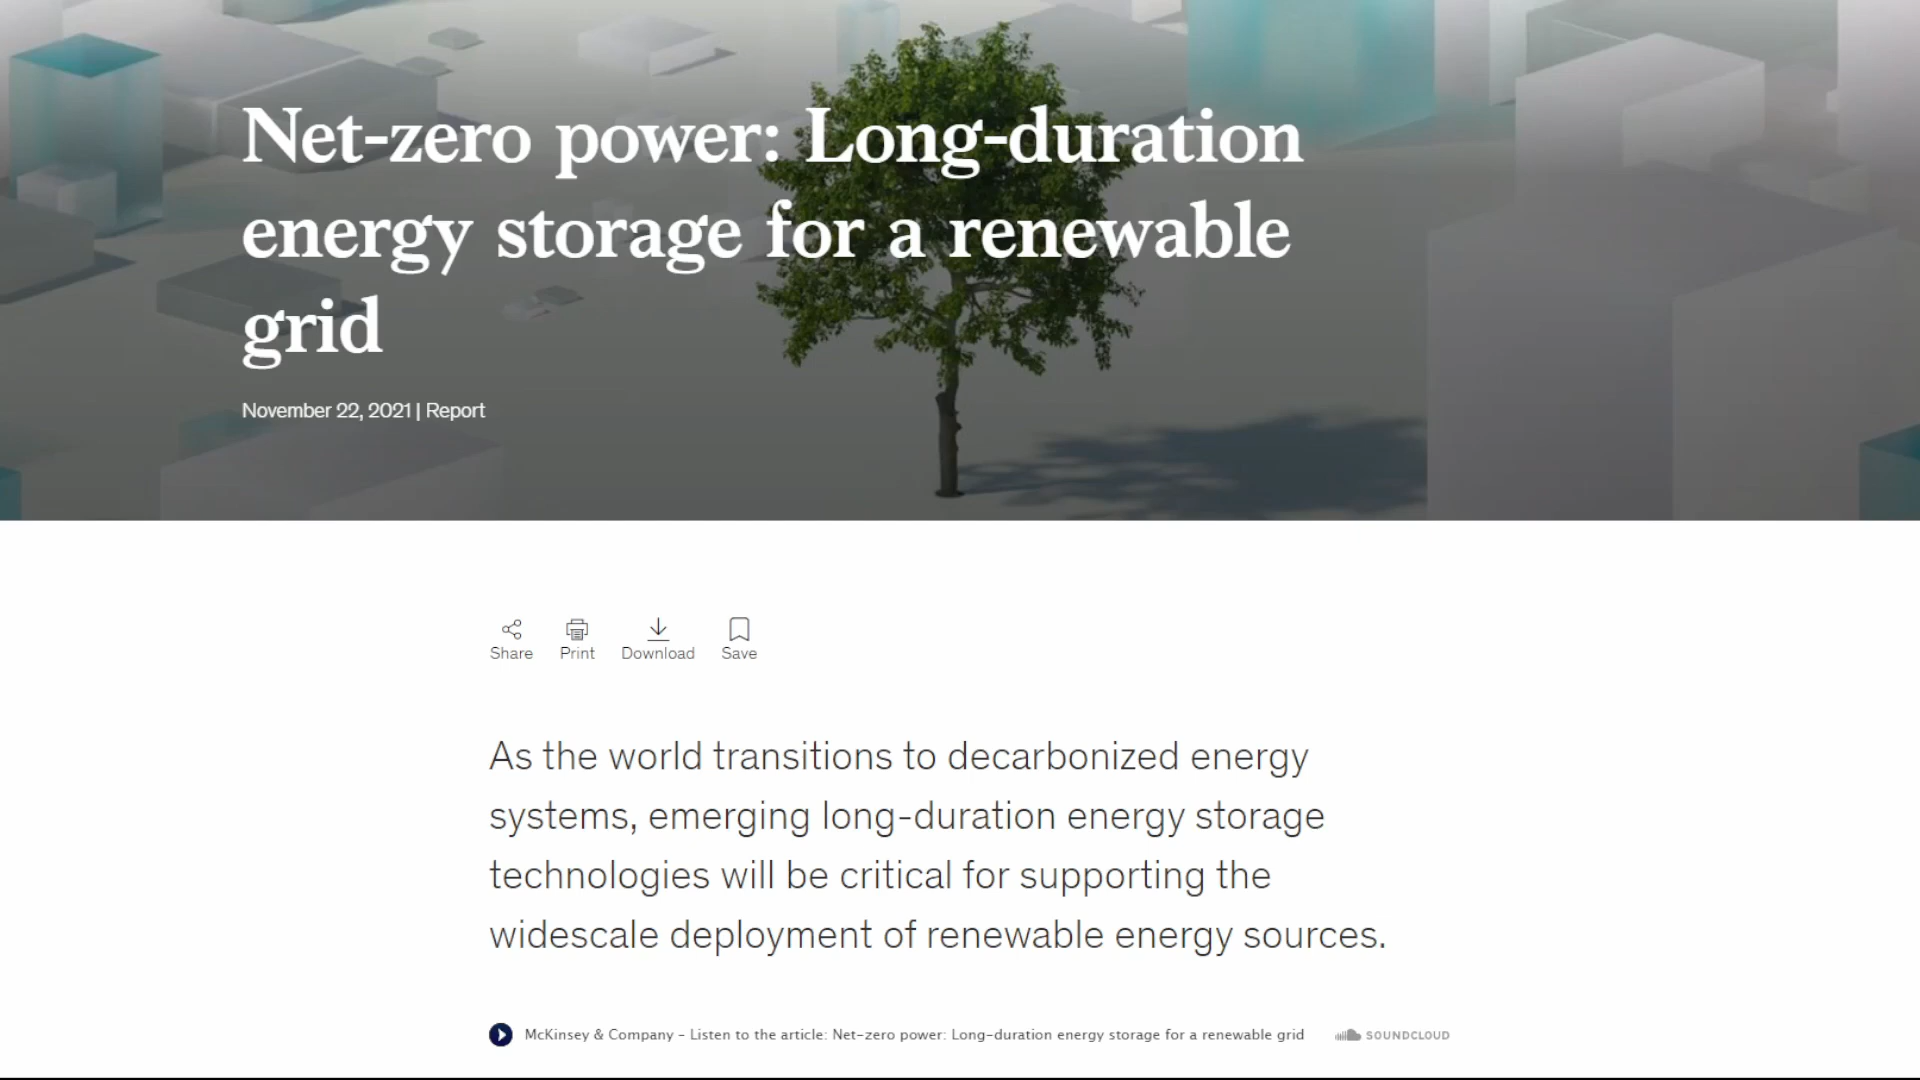 Net-zero power: Long-duration
energy storage for a renewable
grid
November 22, 2021 | Report
Share Print Download Save
As the world transitions to decarbonized energy
systems, emerging long-duration energy storage
technologies will be critical for supporting the
widescale deployment of renewable energy sources.
McKinsey & Company - Listen to the article: Net-zero power: Long-duration energy storage for a renewable grid SOUNDCLOUD